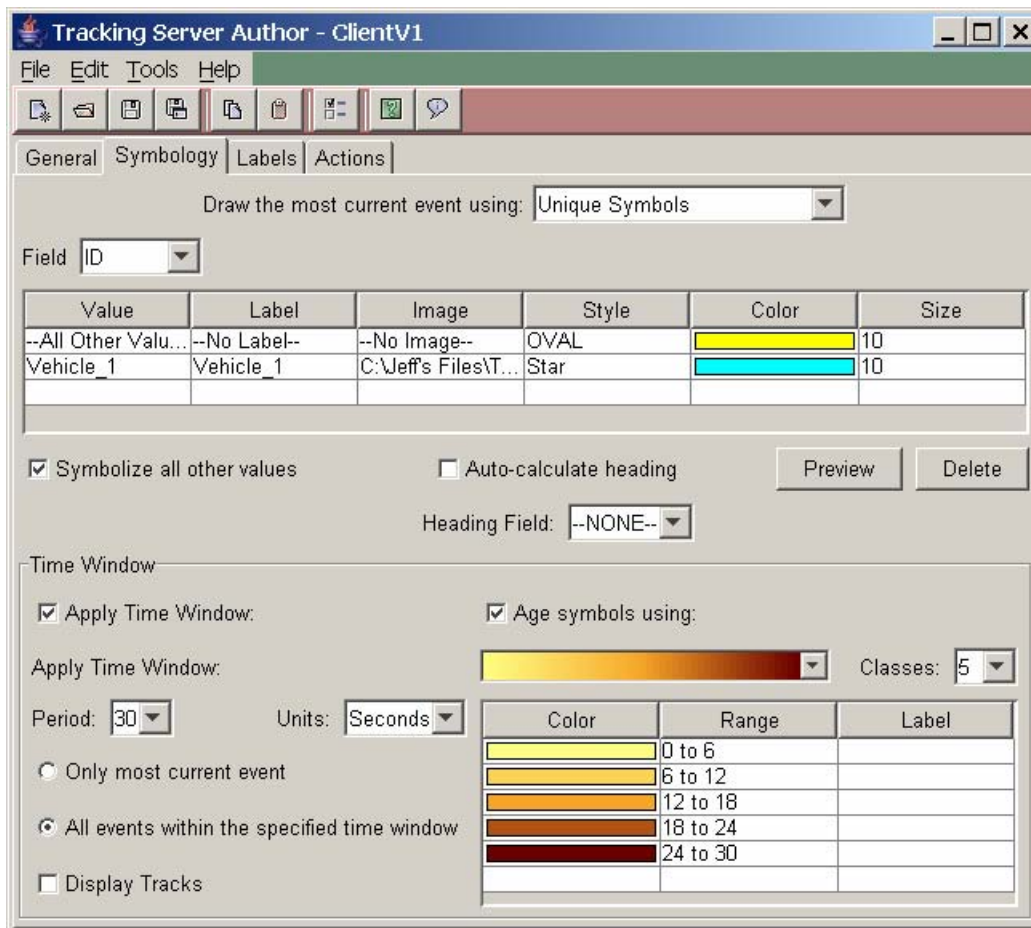 Tracking Server Author - ClientV1
File Edit Tools Help
General Symbology Labels Actions
Draw the most current event using: Unique Symbols
Field ID
Value Label Image Style Color Size
--All Other Valu... --No Label-- --No Image-- OVAL 10
Vehicle_1 Vehicle_1 C:\Jeff's Files\T... Star 10
Symbolize all other values Auto-calculate heading Preview Delete
Heading Field: --NONE--
Time Window
Apply Time Window: Age symbols using:
Apply Time Window: Classes: 5
Period: 30 Units: Seconds Color Range Label
0 to 6
Only most current event 6 to 12
12 to 18
All events within the specified time window 18 to 24
24 to 30
Display Tracks